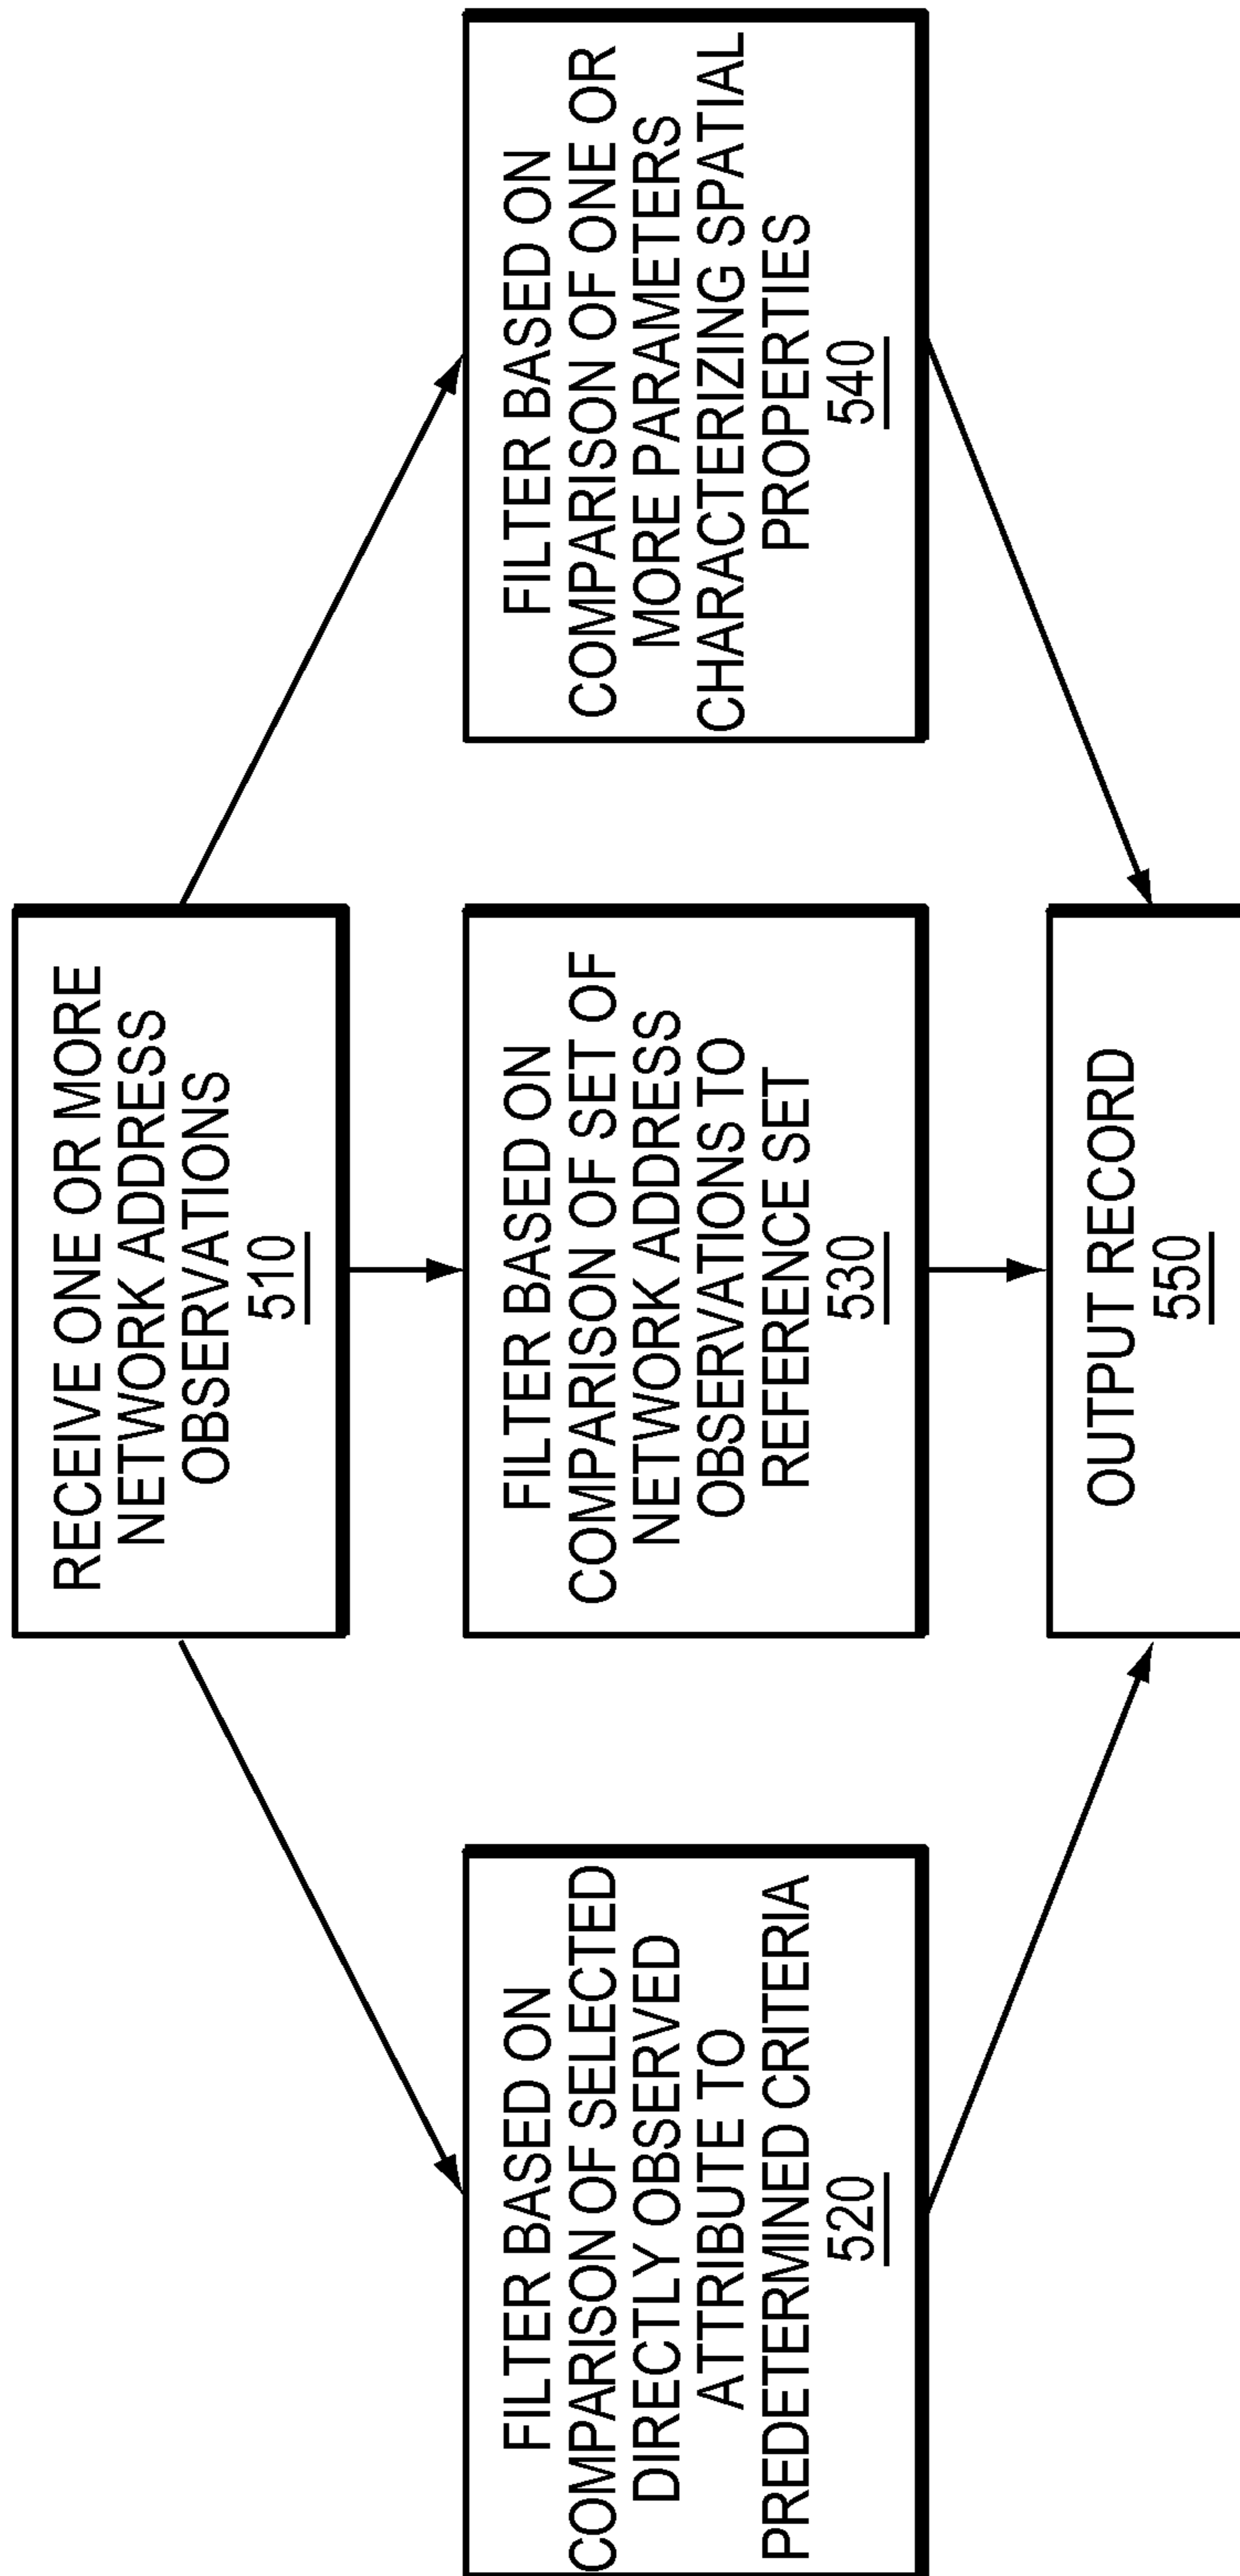 RECEIVE ONE OR MORE
NETWORK ADDRESS
OBSERVATIONS
510
FILTER BASED ON
COMPARISON OF SELECTED
DIRECTLY OBSERVED
ATTRIBUTE TO
PREDETERMINED CRITERIA
520
FILTER BASED ON
COMPARISON OF SET OF
NETWORK ADDRESS
OBSERVATIONS TO
REFERENCE SET
530
FILTER BASED ON
COMPARISON OF ONE OR
MORE PARAMETERS
CHARACTERIZING SPATIAL
PROPERTIES
540
OUTPUT RECORD
550